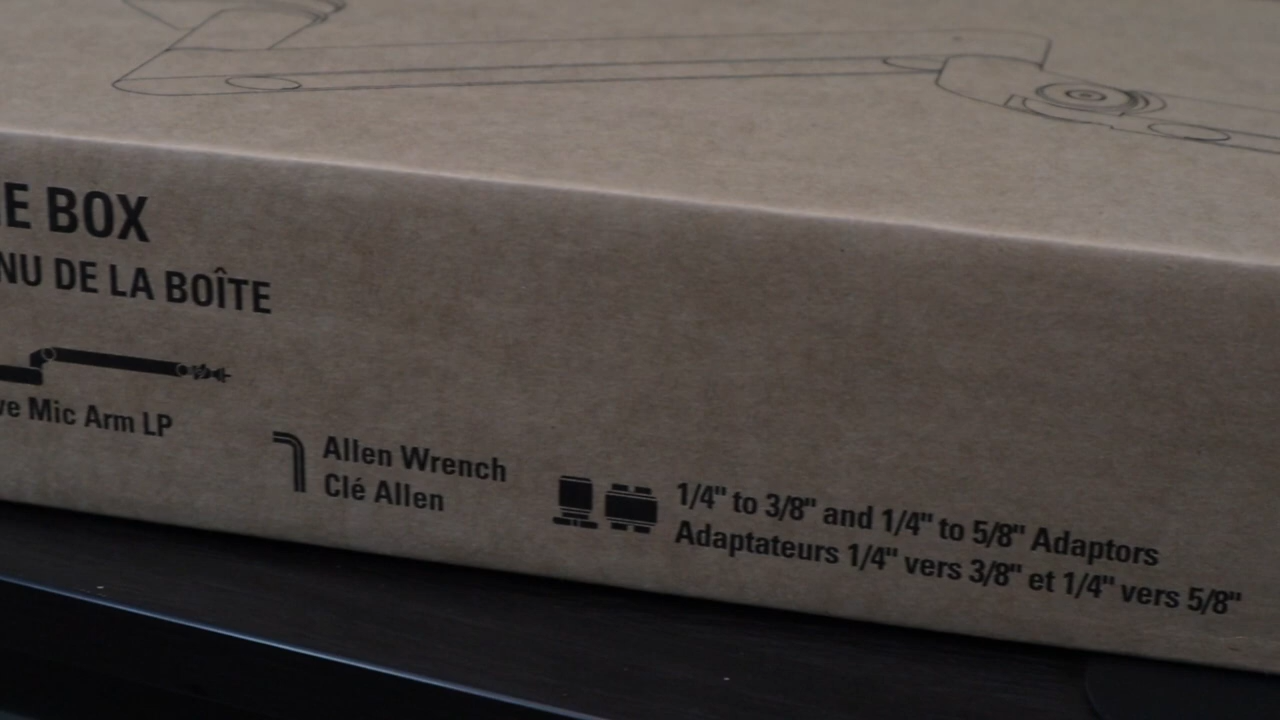 E BOX
NU DE LA BOÎTE
ve Mic Arm LP
Allen Wrench
Clé Allen
1/4" to 3/8" and 1/4" to 5/8" Adaptors
Adaptateurs 1/4" vers 3/8" et 1/4" vers 5/8"